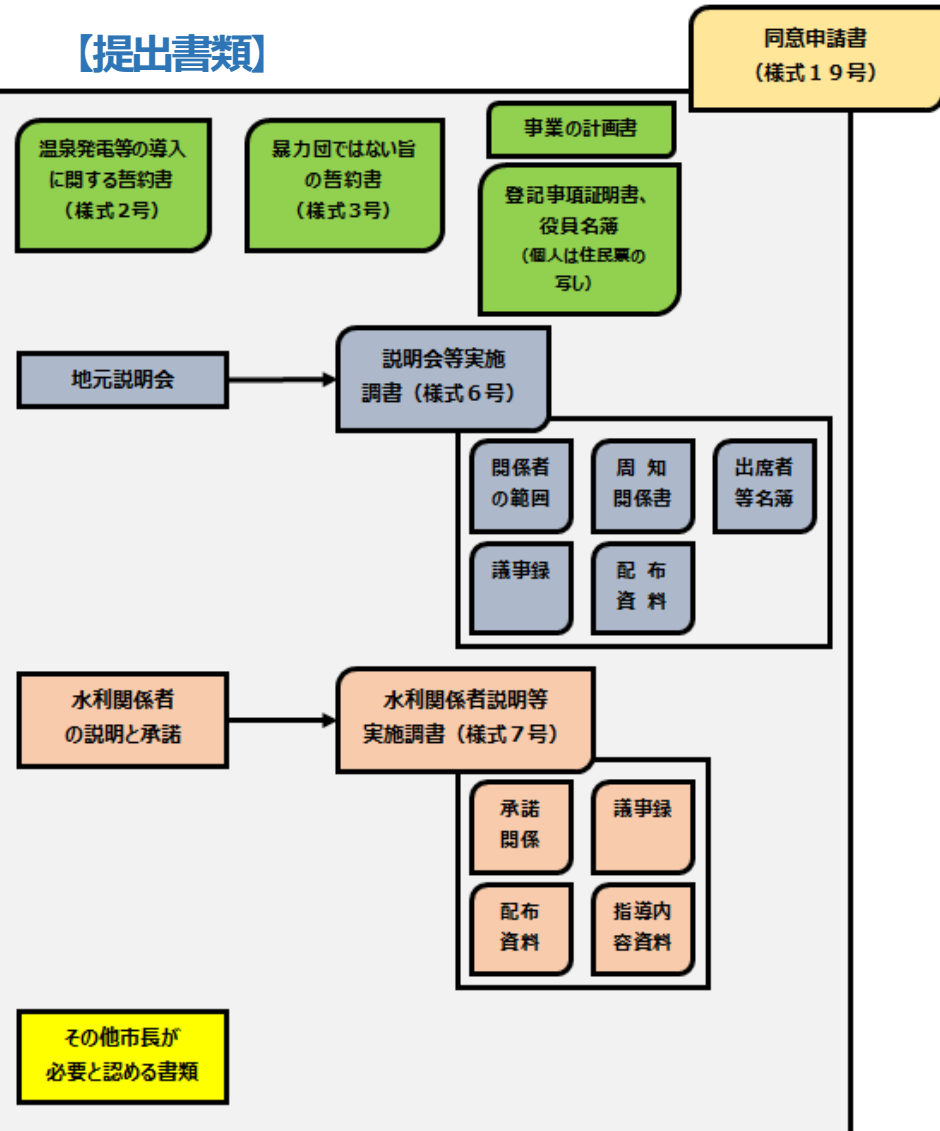 【提出書類】
同意申請書
（様式１９号）
温泉発電等の導入
に関する誓約書
（様式2号）
暴力団ではない旨
の誓約書
（様式３号）
事業の計画書
登記事項証明書、
役員名簿
（個人は住民票の
写し）
地元説明会
説明会等実施
調書（様式６号）
関係者
の範囲
周　知
関係書
出席者
等名簿
議事録
配　布
資　料
水利関係者
の説明と承諾
水利関係者説明等
実施調書（様式７号）
承諾
関係
議事録
配布
資料
指導内
容資料
その他市長が
必要と認める書類